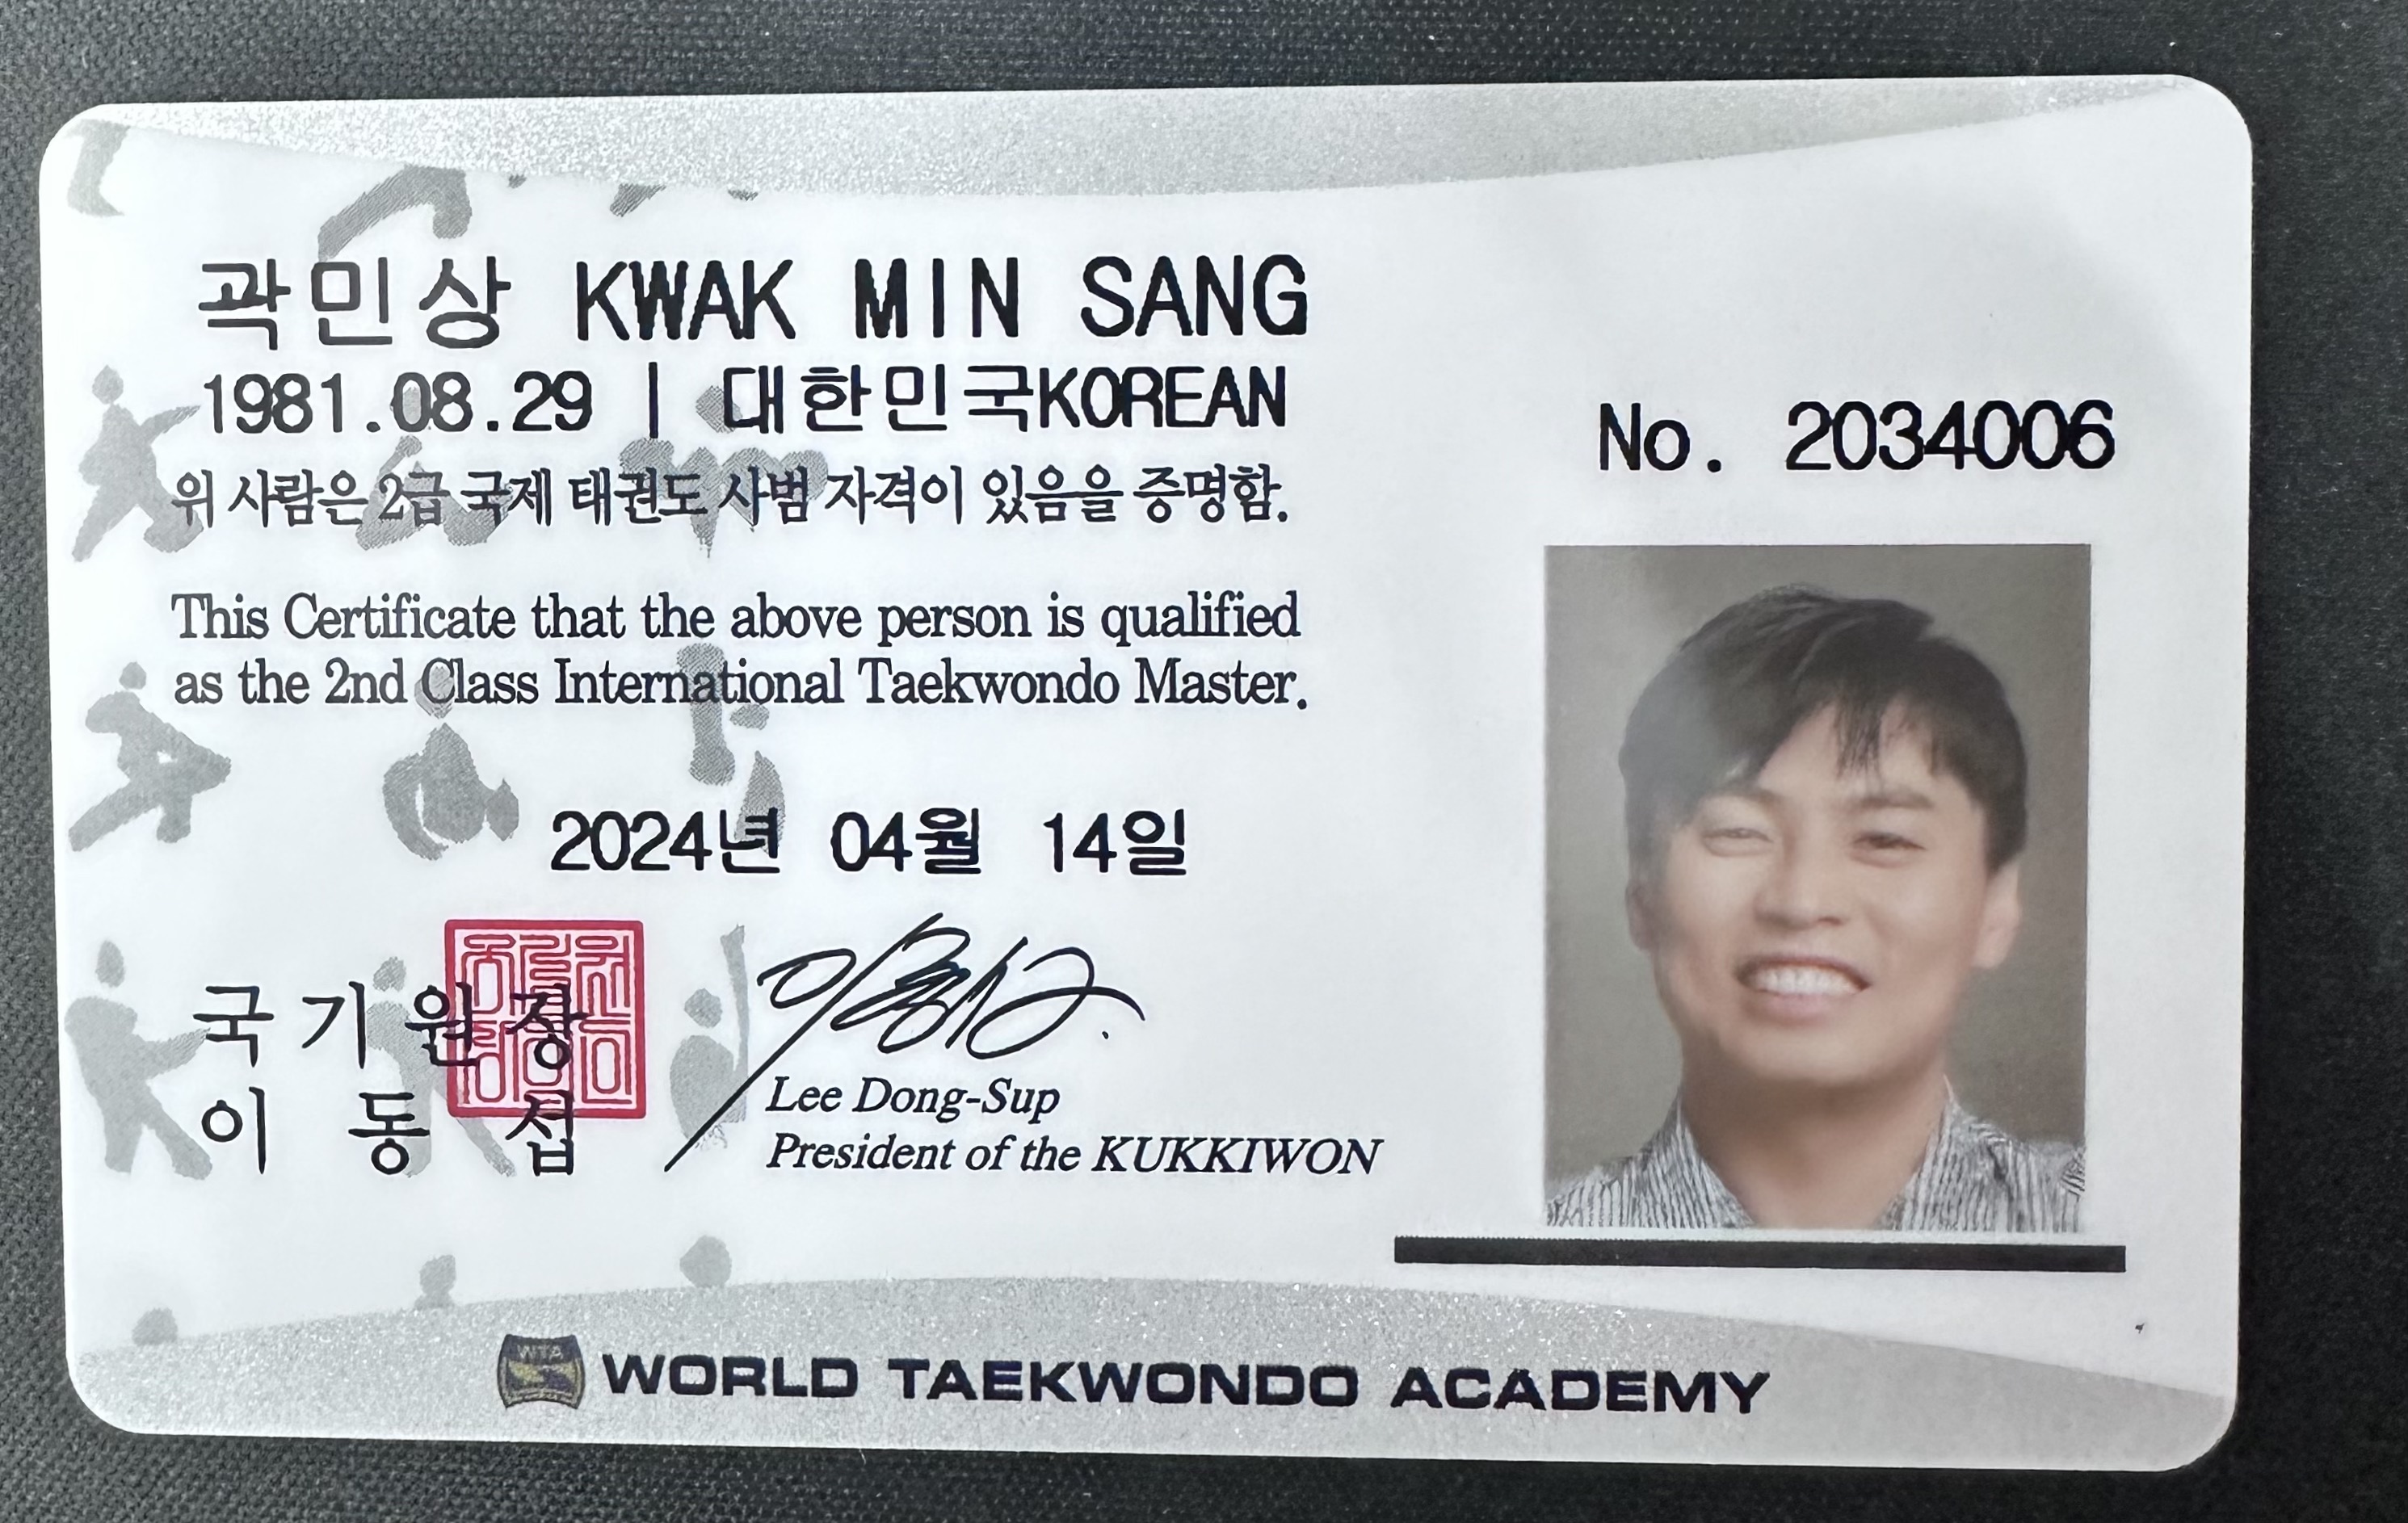 곽민상 KWAK MIN SANG
1981.08.29 | 대한민국KOREAN
No. 2034006
위 사람은 2급 국제 태권도 사범 자격이 있음을 증명함.
This Certificate that the above person is qualified
as the 2nd Class International Taekwondo Master.
2024년 04월 14일
국기원장
이동섭
Lee Dong-Sup
President of the KUKKIWON
WTA
WORLD TAEKWONDO ACADEMY